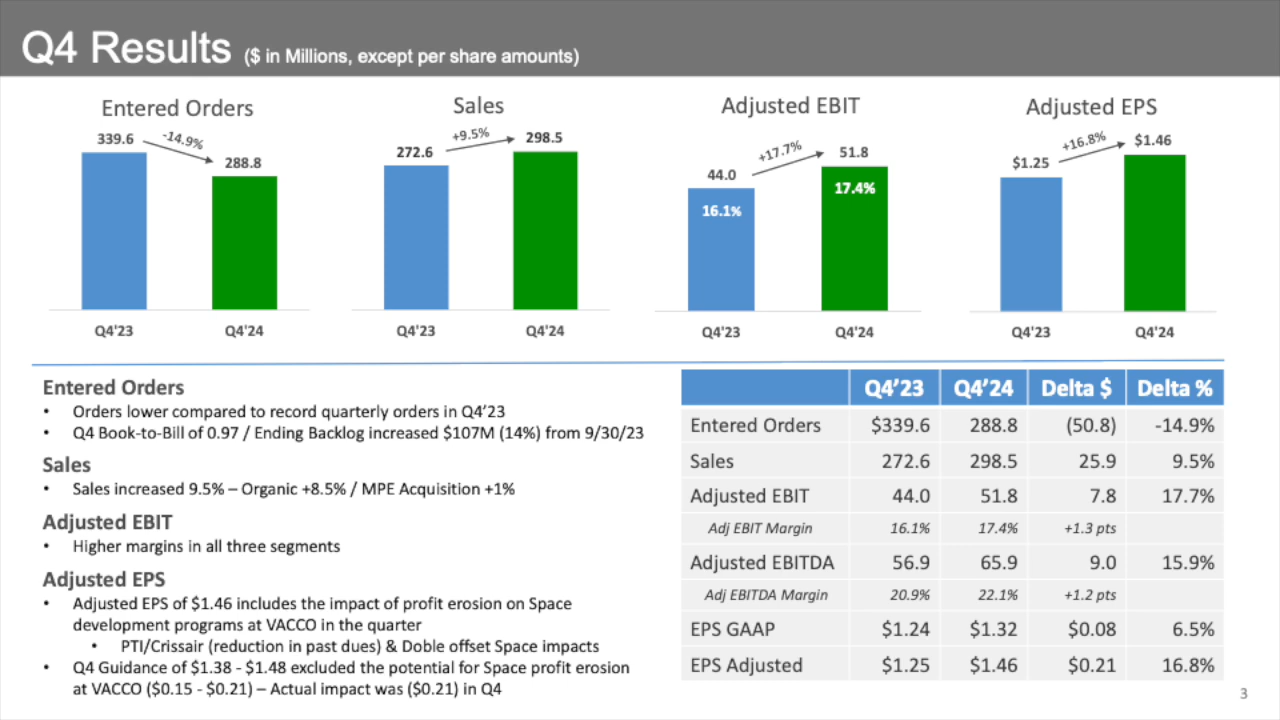 Q4 Results ($ in Millions, except per share amounts)
Entered Orders
339.6
-14.9%
288.8
Q4'23
Q4'24
Sales
272.6
+9.5%
298.5
Q4'23
Q4'24
Adjusted EBIT
44.0
+17.7%
51.8
16.1%
17.4%
Q4'23
Q4'24
Adjusted EPS
$1.25
+16.8%
$1.46
Q4'23
Q4'24
Entered Orders
• Orders lower compared to record quarterly orders in Q4’23
• Q4 Book-to-Bill of 0.97 / Ending Backlog increased $107M (14%) from 9/30/23
Sales
• Sales increased 9.5% – Organic +8.5% / MPE Acquisition +1%
Adjusted EBIT
• Higher margins in all three segments
Adjusted EPS
• Adjusted EPS of $1.46 includes the impact of profit erosion on Space
development programs at VACCO in the quarter
• PTI/Crissair (reduction in past dues) & Doble offset Space impacts
• Q4 Guidance of $1.38 - $1.48 excluded the potential for Space profit erosion
at VACCO ($0.15 - $0.21) – Actual impact was ($0.21) in Q4
Q4’23 Q4’24 Delta $ Delta %
Entered Orders $339.6 288.8 (50.8) -14.9%
Sales 272.6 298.5 25.9 9.5%
Adjusted EBIT 44.0 51.8 7.8 17.7%
Adj EBIT Margin 16.1% 17.4% +1.3 pts
Adjusted EBITDA 56.9 65.9 9.0 15.9%
Adj EBITDA Margin 20.9% 22.1% +1.2 pts
EPS GAAP $1.24 $1.32 $0.08 6.5%
EPS Adjusted $1.25 $1.46 $0.21 16.8%
3